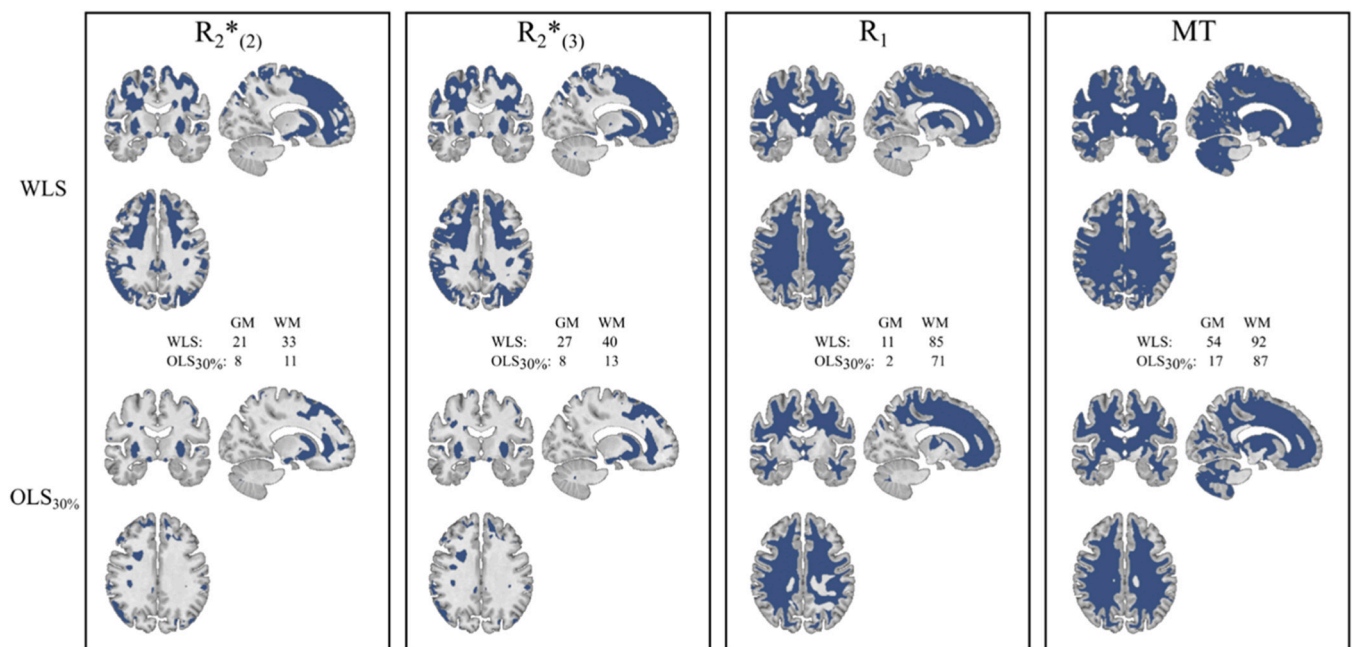 R2*(2) R2*(3) R1 MT
WLS
GM WM GM WM GM WM GM WM
WLS: 21 33 WLS: 27 40 WLS: 11 85 WLS: 54 92
OLS30%: 8 11 OLS30%: 8 13 OLS30%: 2 71 OLS30%: 17 87
OLS30%